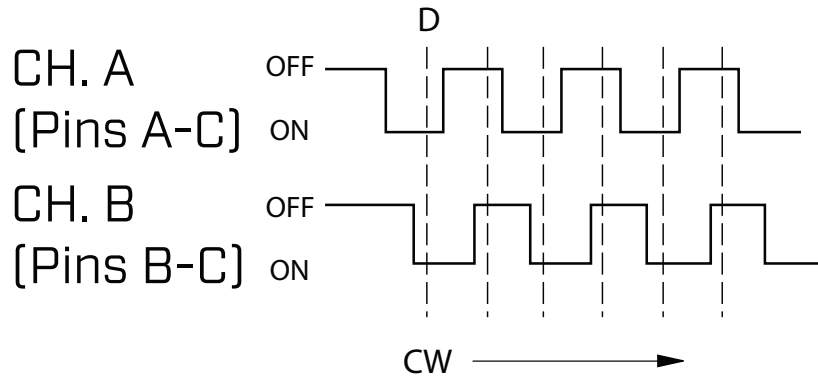 D
CH. A
OFF
(Pins A-C)
ON
CH. B
OFF
(Pins B-C)
ON
CW